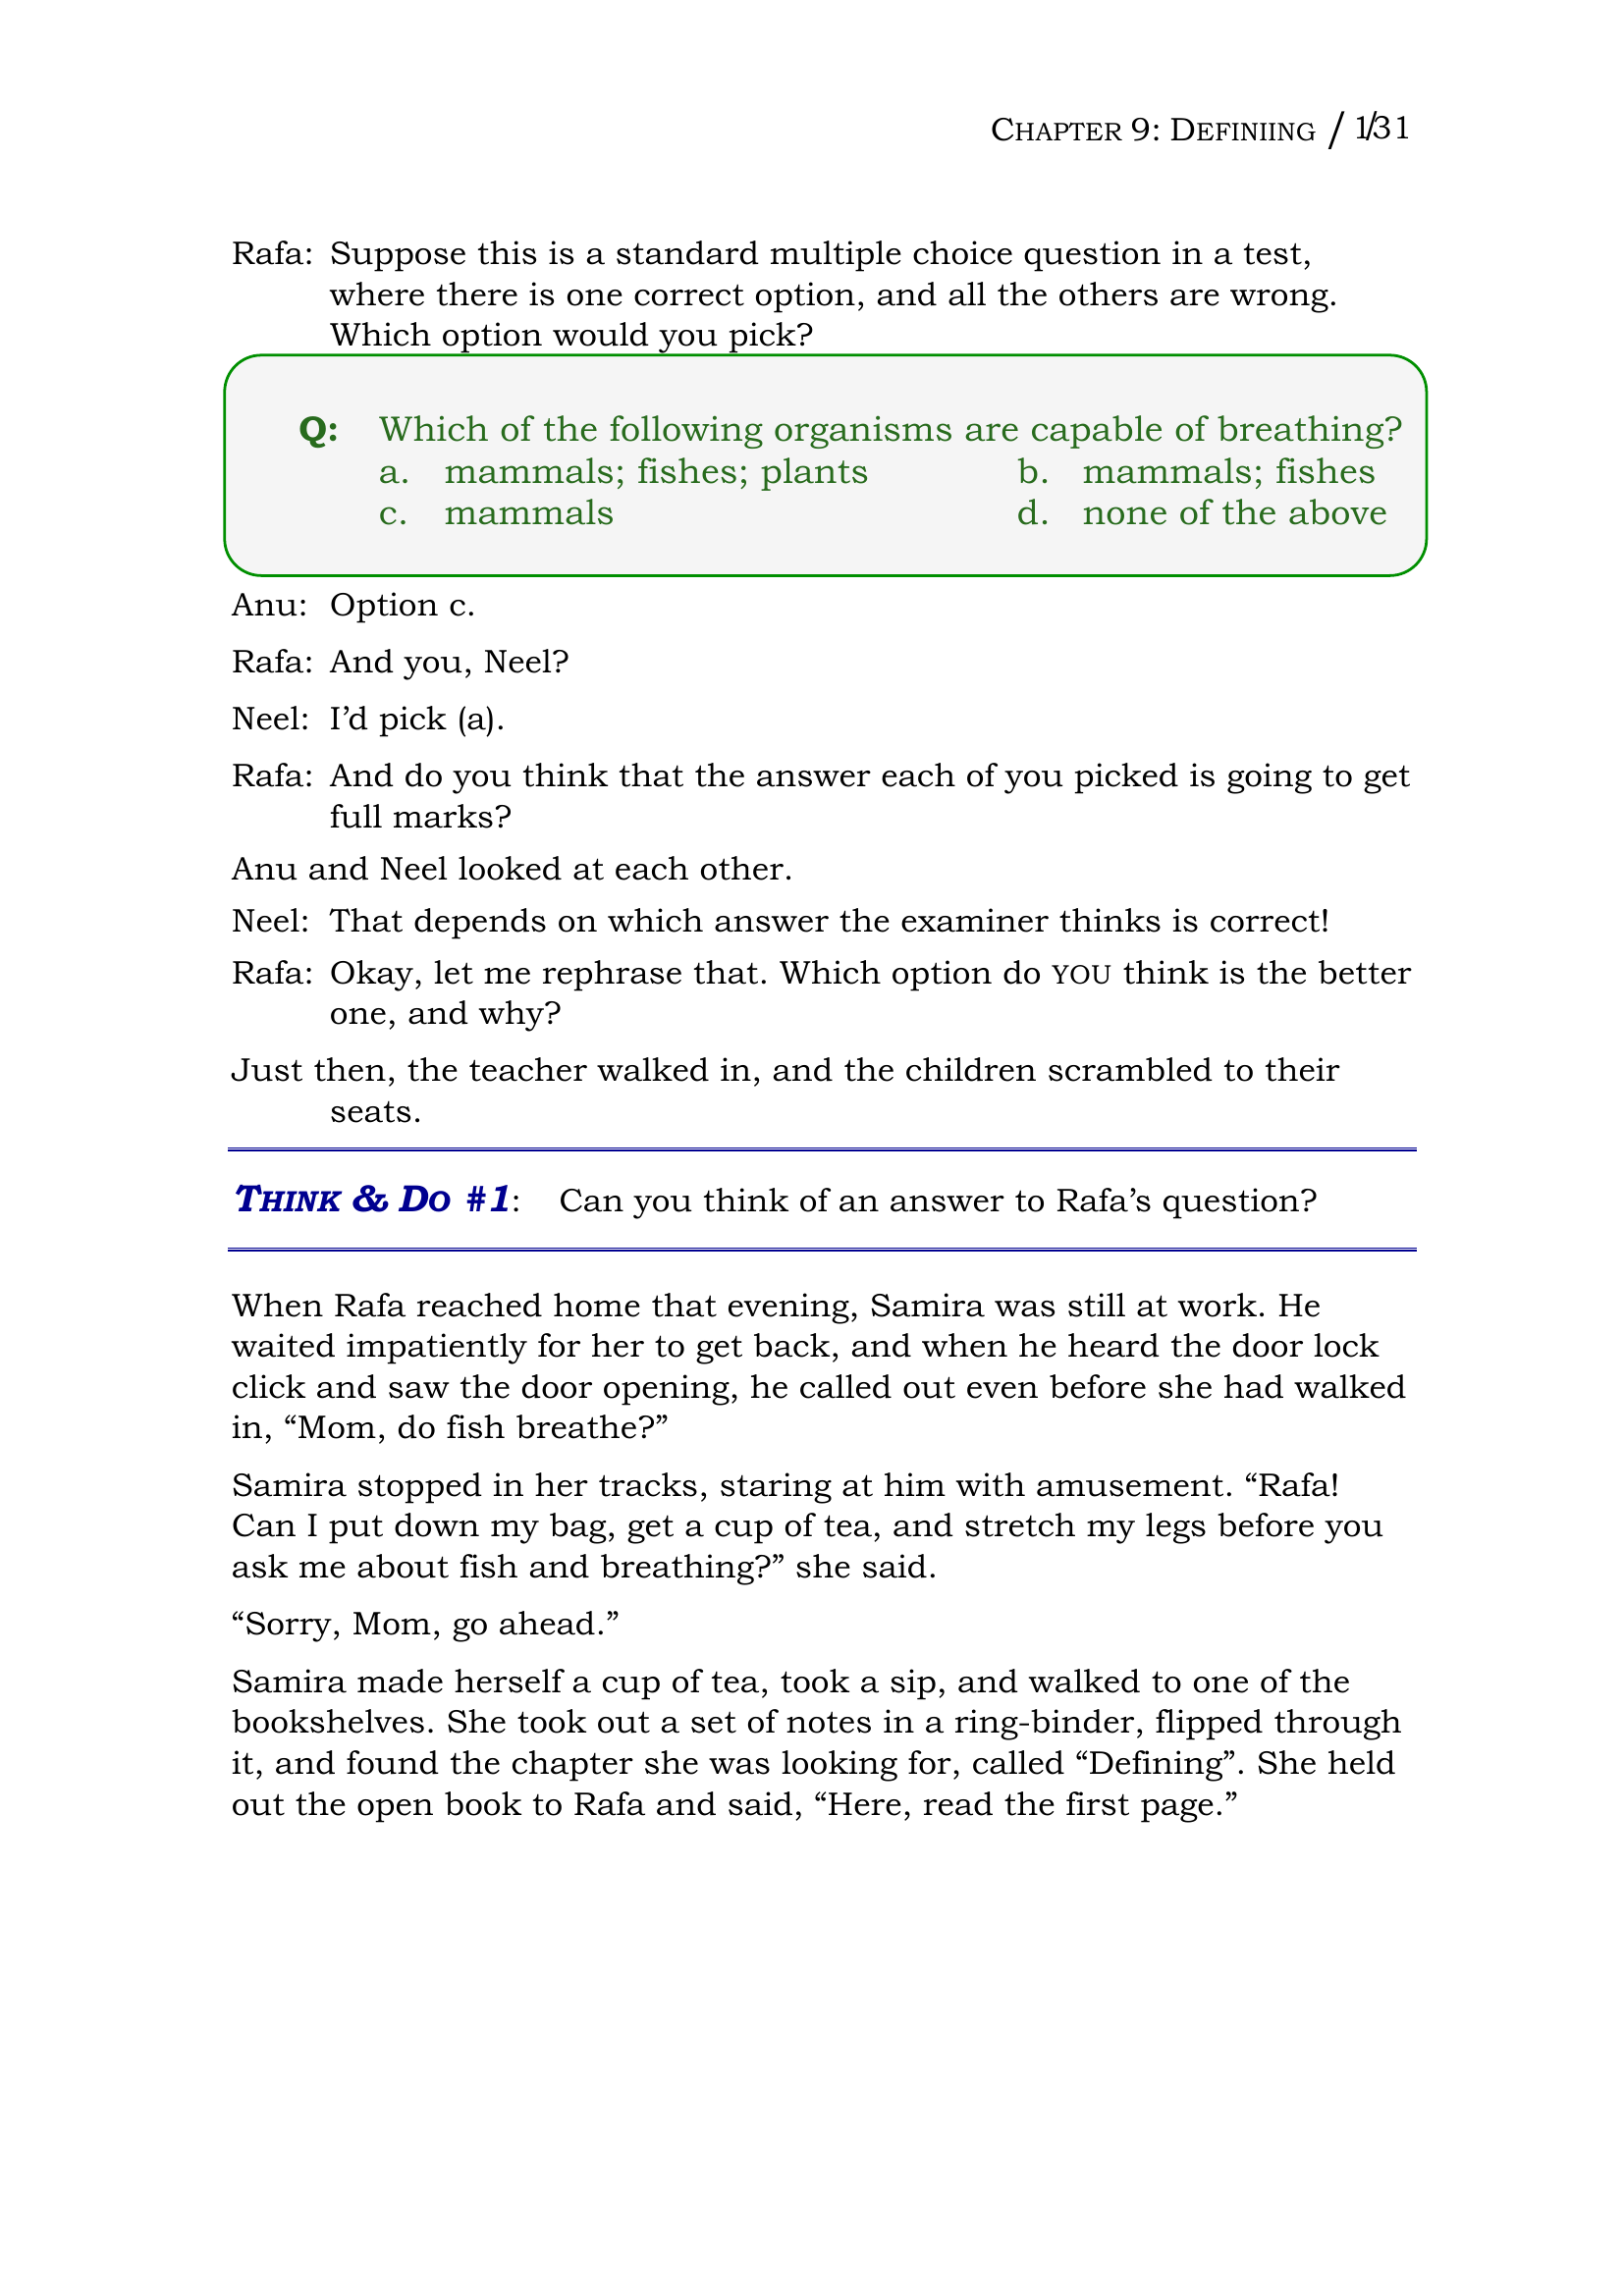 CHAPTER 9: DEFINIING / 1/31
Rafa: Suppose this is a standard multiple choice question in a test,
where there is one correct option, and all the others are wrong.
Which option would you pick?
Q: Which of the following organisms are capable of breathing?
a. mammals; fishes; plants b. mammals; fishes
c. mammals d. none of the above
Anu: Option c.
Rafa: And you, Neel?
Neel: I’d pick (a).
Rafa: And do you think that the answer each of you picked is going to get
full marks?
Anu and Neel looked at each other.
Neel: That depends on which answer the examiner thinks is correct!
Rafa: Okay, let me rephrase that. Which option do YOU think is the better
one, and why?
Just then, the teacher walked in, and the children scrambled to their
seats.
THINK & DO #1: Can you think of an answer to Rafa’s question?
When Rafa reached home that evening, Samira was still at work. He
waited impatiently for her to get back, and when he heard the door lock
click and saw the door opening, he called out even before she had walked
in, “Mom, do fish breathe?”
Samira stopped in her tracks, staring at him with amusement. “Rafa!
Can I put down my bag, get a cup of tea, and stretch my legs before you
ask me about fish and breathing?” she said.
“Sorry, Mom, go ahead.”
Samira made herself a cup of tea, took a sip, and walked to one of the
bookshelves. She took out a set of notes in a ring-binder, flipped through
it, and found the chapter she was looking for, called “Defining”. She held
out the open book to Rafa and said, “Here, read the first page.”